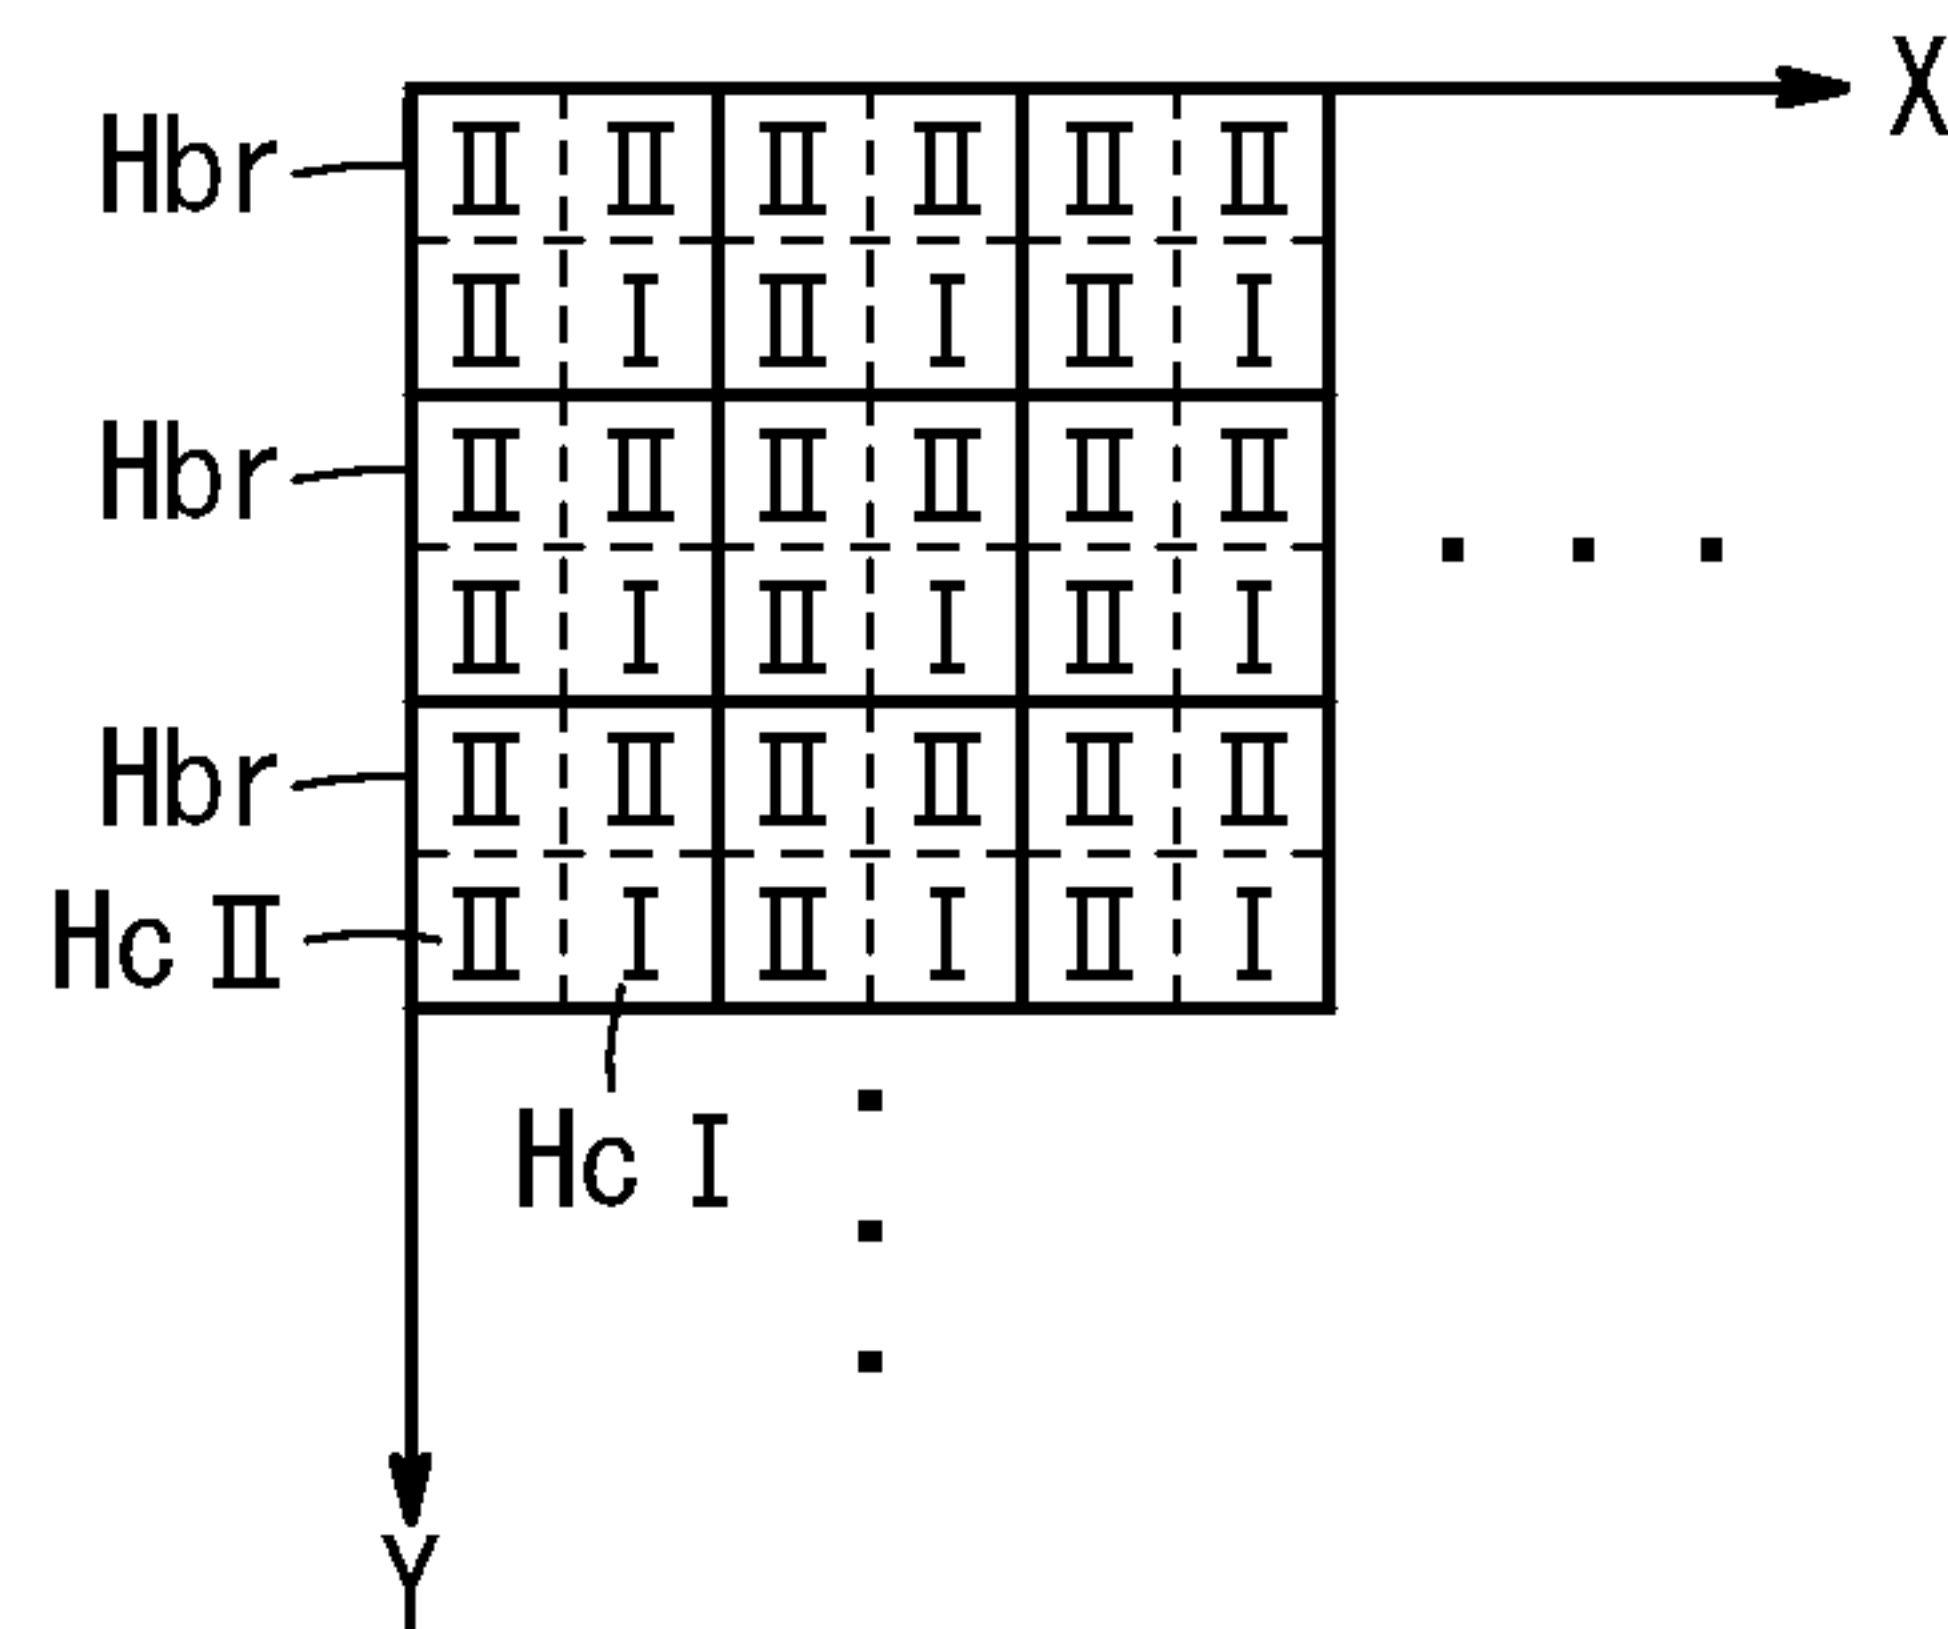 X
Hbr Ⅱ Ⅱ Ⅱ Ⅱ Ⅱ Ⅱ
Ⅱ Ⅰ Ⅱ Ⅰ Ⅱ Ⅰ
Hbr Ⅱ Ⅱ Ⅱ Ⅱ Ⅱ Ⅱ
Ⅱ Ⅰ Ⅱ Ⅰ Ⅱ Ⅰ
Hbr Ⅱ Ⅱ Ⅱ Ⅱ Ⅱ Ⅱ
Hc Ⅱ Ⅱ Ⅰ Ⅱ Ⅰ Ⅱ Ⅰ
Hc Ⅰ
Y